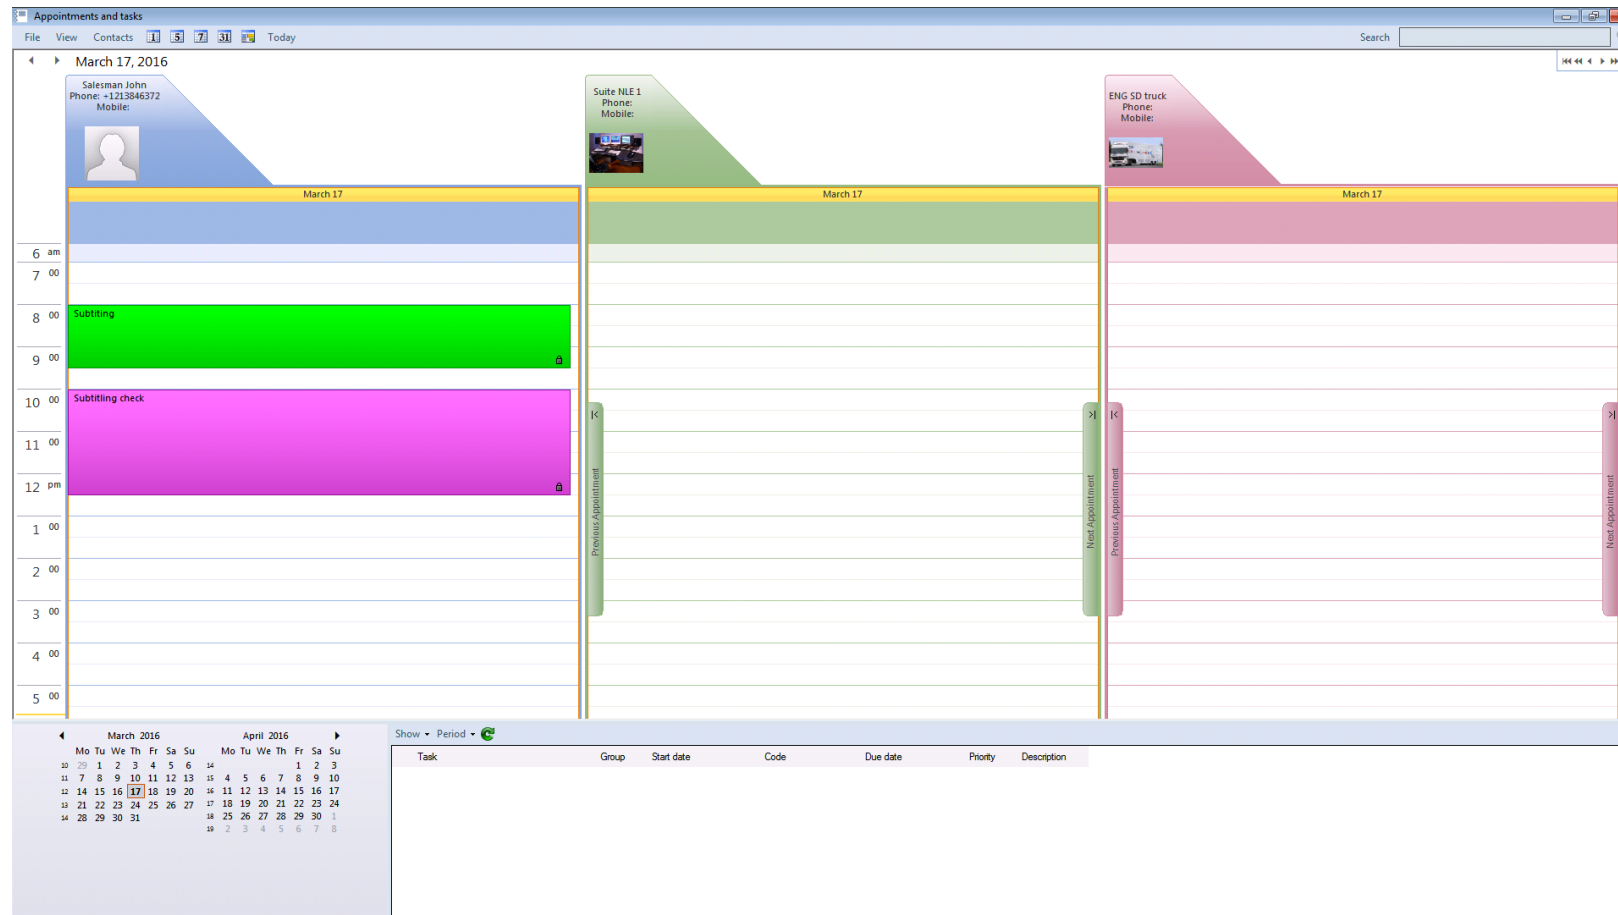 Appointments and tasks
File View Contacts 1 5 7 31 Today Search
March 17, 2016
Salesman John
Phone: +1213846372
Mobile:
Suite NLE 1
Phone:
Mobile:
ENG SD truck
Phone:
Mobile:
March 17 March 17 March 17
6 am
7 00
8 00
9 00
10 00
11 00
12 pm
1 00
2 00
3 00
4 00
5 00
Subtiting
Subtitling check
Previous Appointment
Next Appointment
Previous Appointment
Next Appointment
March 2016
Mo Tu We Th Fr Sa Su
10 29 1 2 3 4 5 6
11 7 8 9 10 11 12 13
12 14 15 16 17 18 19 20
13 21 22 23 24 25 26 27
14 28 29 30 31
April 2016
Mo Tu We Th Fr Sa Su
14 1 2 3
15 4 5 6 7 8 9 10
16 11 12 13 14 15 16 17
17 18 19 20 21 22 23 24
18 25 26 27 28 29 30 1
19 2 3 4 5 6 7 8
Show Period
Task Group Start date Code Due date Priority Description